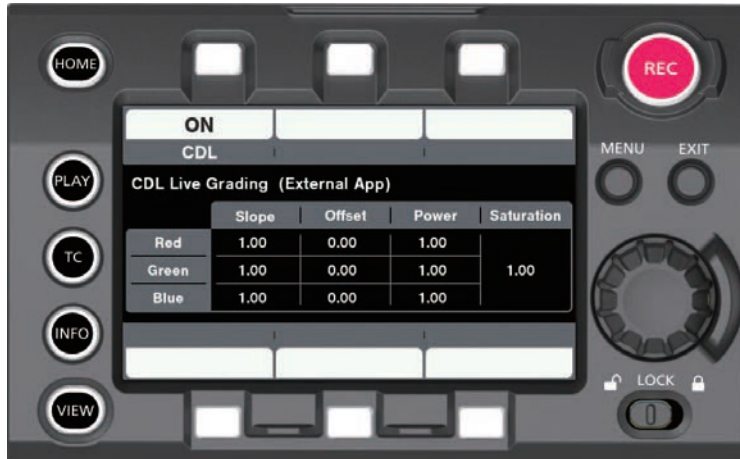 HOME
REC
ON
CDL
MENU EXIT
PLAY
CDL Live Grading (External App)
Slope Offset Power Saturation
Red 1.00 0.00 1.00
TC
Green 1.00 0.00 1.00 1.00
Blue 1.00 0.00 1.00
INFO
LOCK
VIEW